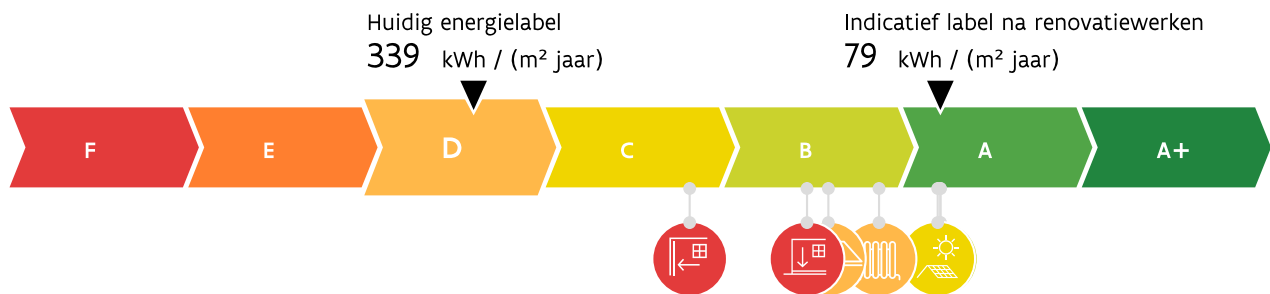 Huidig energielabel
339 kWh / (m² jaar)
Indicatief label na renovatiewerken
79 kWh / (m² jaar)
F E D C B A A+